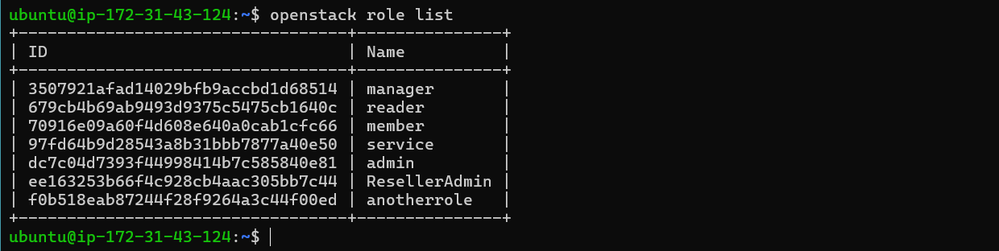 ubuntu@ip-172-31-43-124:~$ openstack role list
+----------------------------------+---------------+
| ID                               | Name          |
+----------------------------------+---------------+
| 3507921afad14029bfb9accbd1d68514 | manager       |
| 679cb4b69ab9493d9375c5475cb1640c | reader        |
| 70916e09a60f4d608e640a0cab1cfc66 | member        |
| 97fd64b9d28543a8b31bbb7877a40e50 | service       |
| dc7c04d7393f44998414b7c585840e81 | admin         |
| ee163253b66f4c928cb4aac305bb7c44 | ResellerAdmin |
| f0b518eab87244f28f9264a3c44f00ed | anotherrole   |
+----------------------------------+---------------+
ubuntu@ip-172-31-43-124:~$